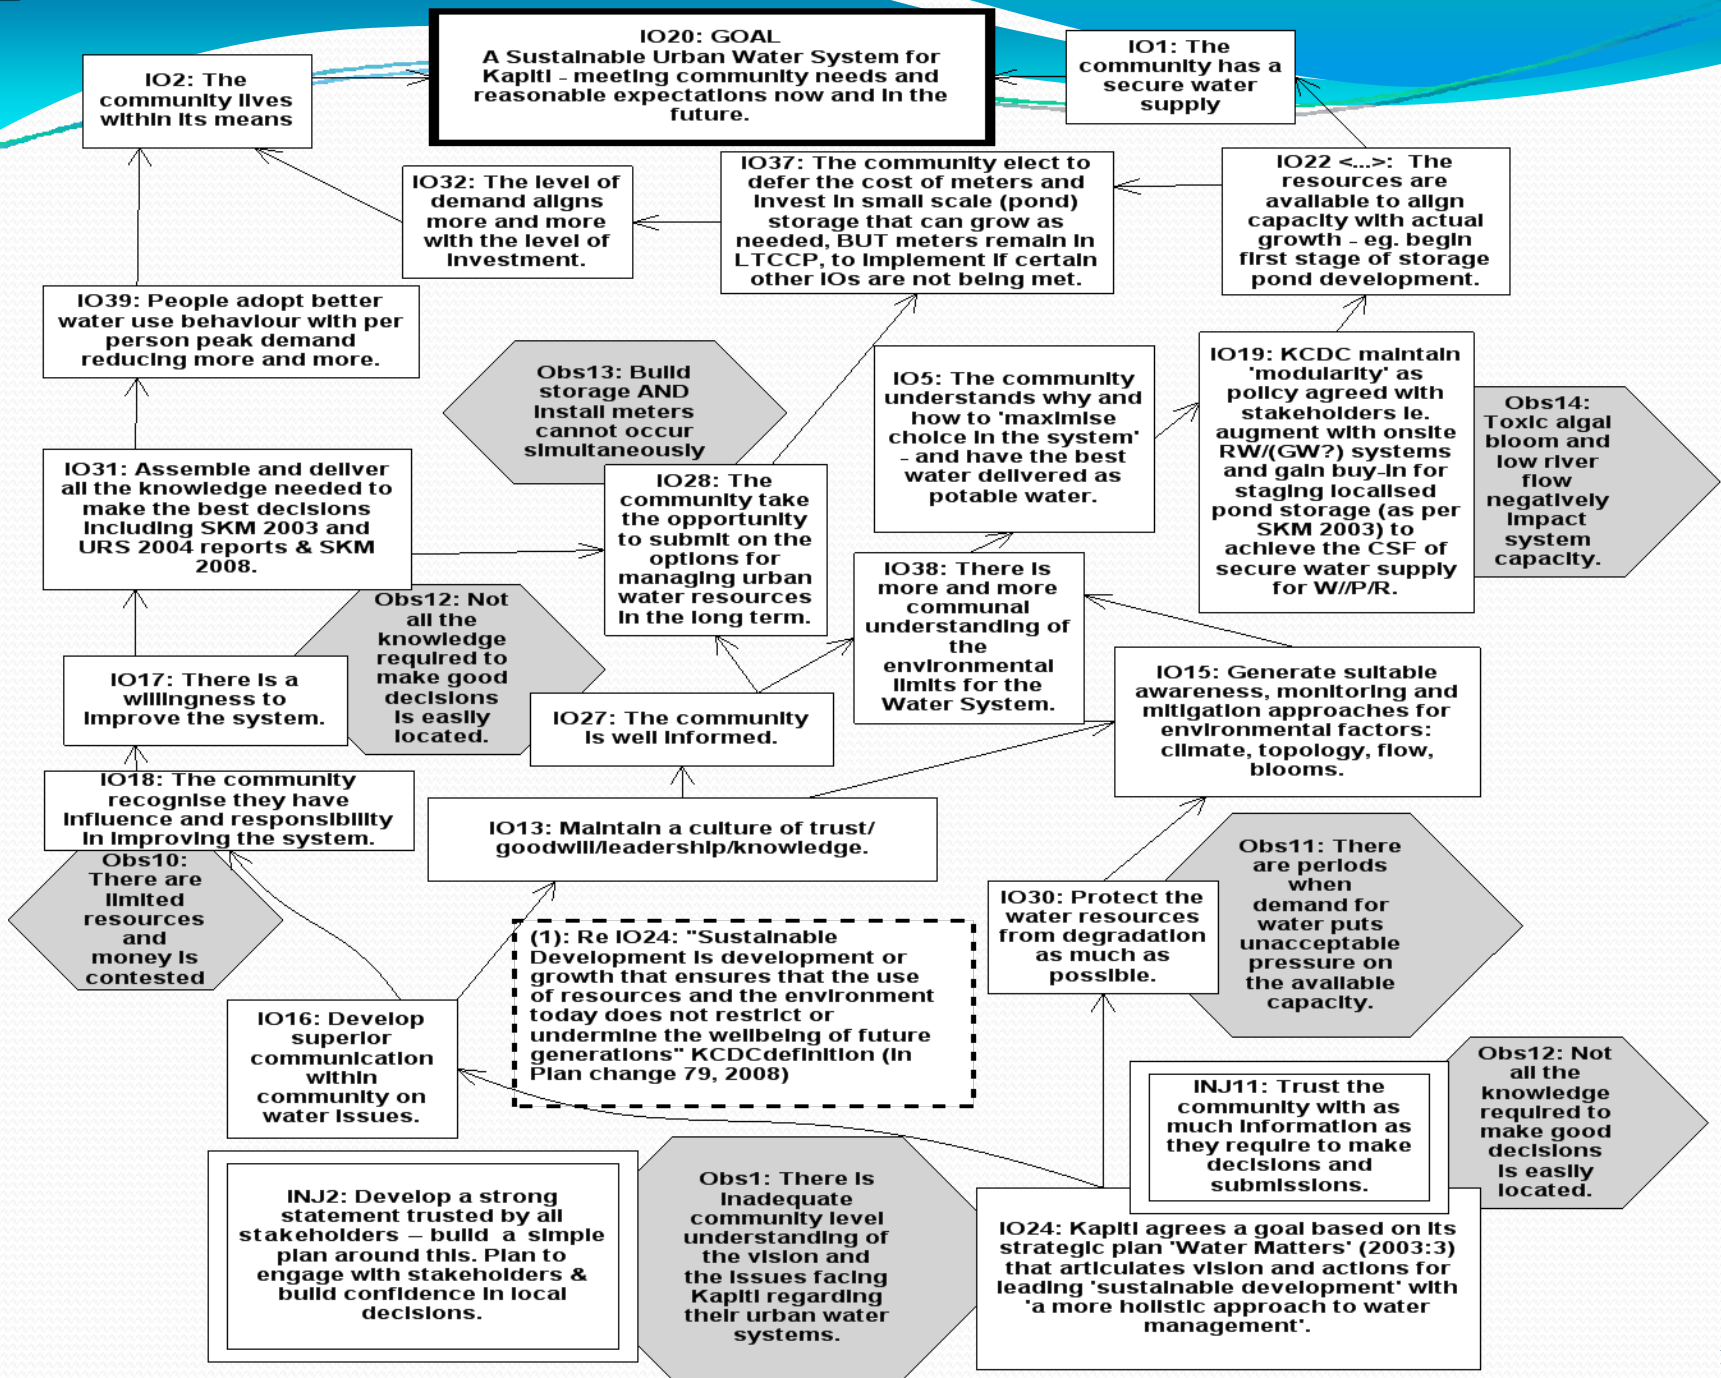 IO20: GOAL
A Sustainable Urban Water System for
Kapiti - meeting community needs and
reasonable expectations now and in the
future.
IO2: The
community lives
within its means
IO1: The
community has a
secure water
supply
IO32: The level of
demand aligns
more and more
with the level of
investment.
IO37: The community elect to
defer the cost of meters and
invest in small scale (pond)
storage that can grow as
needed, BUT meters remain in
LTCCP, to implement if certain
other IOs are not being met.
IO22 <...>: The
resources are
available to align
capacity with actual
growth - eg. begin
first stage of storage
pond development.
IO39: People adopt better
water use behaviour with per
person peak demand
reducing more and more.
Obs13: Build
storage AND
install meters
cannot occur
simultaneously
IO5: The community
understands why and
how to 'maximise
choice in the system'
- and have the best
water delivered as
potable water.
IO19: KCDC maintain
'modularity' as
policy agreed with
stakeholders ie.
augment with onsite
RW/(GW?) systems
and gain buy-in for
staging localised
pond storage (as per
SKM 2003) to
achieve the CSF of
secure water supply
for W//P/R.
Obs14:
Toxic algal
bloom and
low river
flow
negatively
impact
system
capacity.
IO31: Assemble and deliver
all the knowledge needed to
make the best decisions
including SKM 2003 and
URS 2004 reports & SKM
2008.
IO28: The
community take
the opportunity
to submit on the
options for
managing urban
water resources
in the long term.
IO38: There is
more and more
communal
understanding of
the
environmental
limits for the
Water System.
Obs12: Not
all the
knowledge
required to
make good
decisions
is easily
located.
IO17: There is a
willingness to
improve the system.
IO27: The community
is well informed.
IO15: Generate suitable
awareness, monitoring and
mitigation approaches for
environmental factors:
climate, topology, flow,
blooms.
IO18: The community
recognise they have
influence and responsibility
in improving the system.
IO13: Maintain a culture of trust/
goodwill/leadership/knowledge.
Obs10:
There are
limited
resources
and
money is
contested
IO30: Protect the
water resources
from degradation
as much as
possible.
Obs11: There
are periods
when
demand for
water puts
unacceptable
pressure on
the available
capacity.
(1): Re IO24: "Sustainable
Development is development or
growth that ensures that the use
of resources and the environment
today does not restrict or
undermine the wellbeing of future
generations" KCDCdefinition (in
Plan change 79, 2008)
IO16: Develop
superior
communication
within
community on
water issues.
INJ11: Trust the
community with as
much information as
they require to make
decisions and
submissions.
Obs12: Not
all the
knowledge
required to
make good
decisions
is easily
located.
INJ2: Develop a strong
statement trusted by all
stakeholders – build a simple
plan around this. Plan to
engage with stakeholders &
build confidence in local
decisions.
Obs1: There is
inadequate
community level
understanding of
the vision and
the issues facing
Kapiti regarding
their urban water
systems.
IO24: Kapiti agrees a goal based on its
strategic plan 'Water Matters' (2003:3)
that articulates vision and actions for
leading 'sustainable development' with
'a more holistic approach to water
management'.